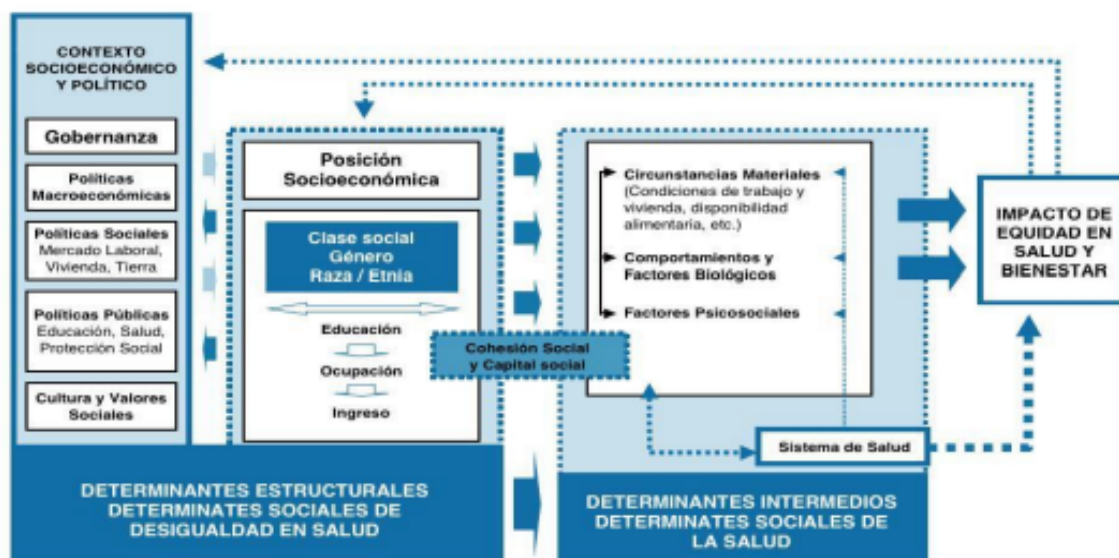 CONTEXTO
SOCIOECONÓMICO
Y POLÍTICO
Gobernanza
Políticas
Macroeconómicas
Políticas Sociales
Mercado Laboral,
Vivienda, Tierra
Políticas Públicas
Educación, Salud,
Protección Social
Cultura y Valores
Sociales
Posición
Socioeconómica
Clase social
Género
Raza / Etnia
Educación
Ocupación
Ingreso
Cohesión Social
y Capital social
Circunstancias Materiales
(Condiciones de trabajo y
vivienda, disponibilidad
alimentaria, etc.)
Comportamientos y
Factores Biológicos
Factores Psicosociales
Sistema de Salud
IMPACTO DE
EQUIDAD EN
SALUD Y
BIENESTAR
DETERMINANTES ESTRUCTURALES
DETERMINATES SOCIALES DE
DESIGUALDAD EN SALUD
DETERMINANTES INTERMEDIOS
DETERMINATES SOCIALES DE
LA SALUD